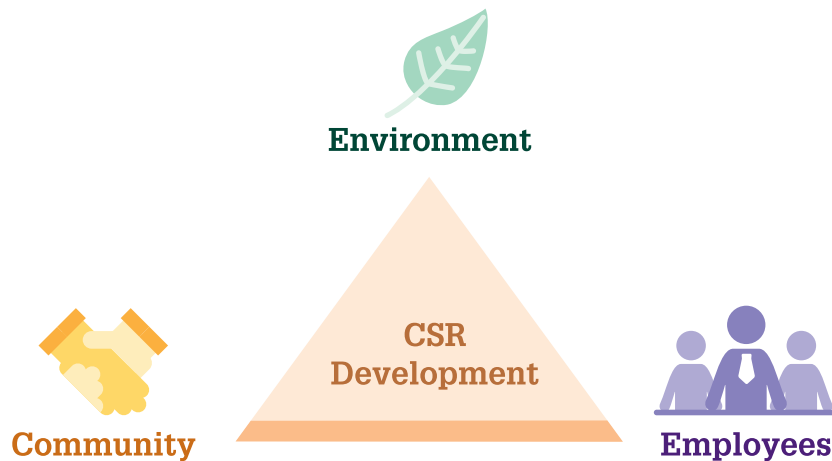 Environment
CSR
Development
Community
Employees